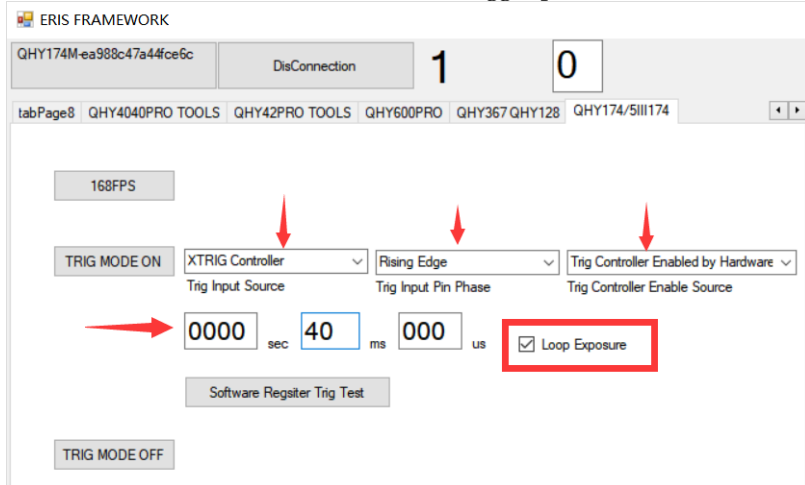 ERIS FRAMEWORK
QHY174M-ea988c47a44fce6c
DisConnection
1
0
tabPage8 QHY4040PRO TOOLS QHY42PRO TOOLS QHY600PRO QHY367 QHY128 QHY174/5III174
168FPS
TRIG MODE ON
XTRIG Controller
Rising Edge
Trig Controller Enabled by Hardware
Trig Input Source
Trig Input Pin Phase
Trig Controller Enable Source
0000 sec 40 ms 000 us
Loop Exposure
Software Regsiter Trig Test
TRIG MODE OFF